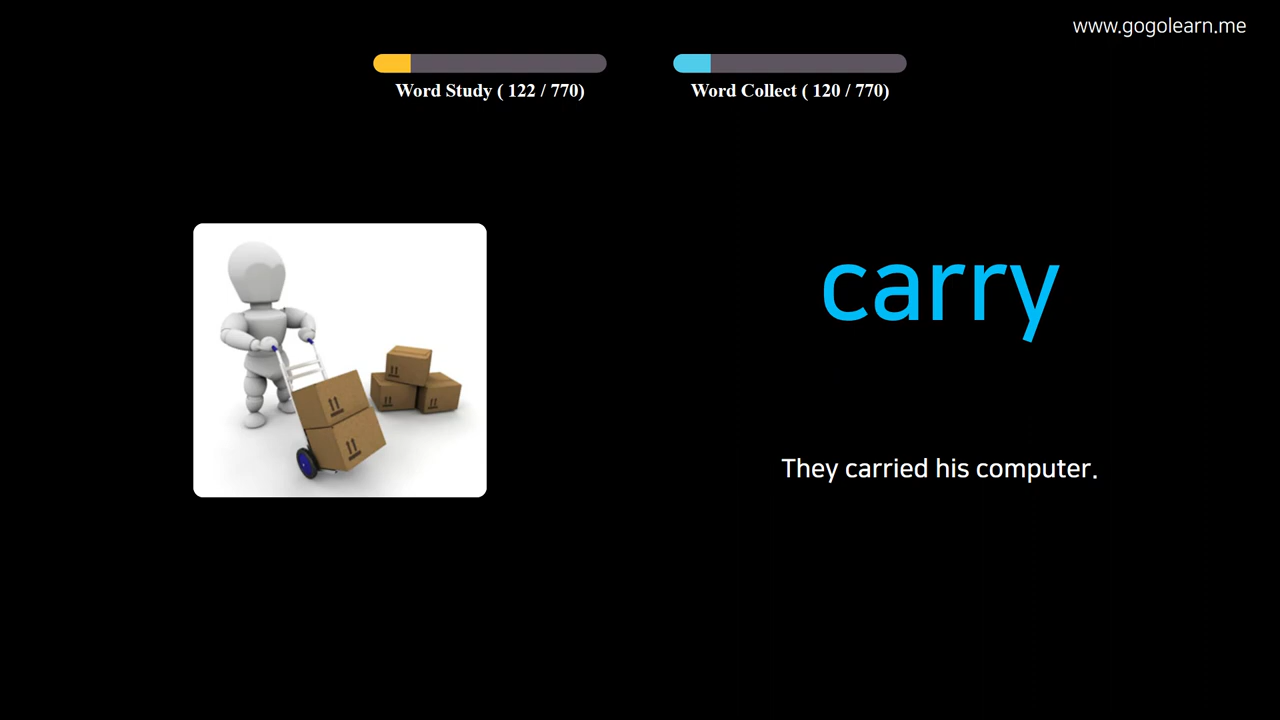 www.gogolearn.me
Word Study ( 122 / 770)
Word Collect ( 120 / 770)
carry
They carried his computer.